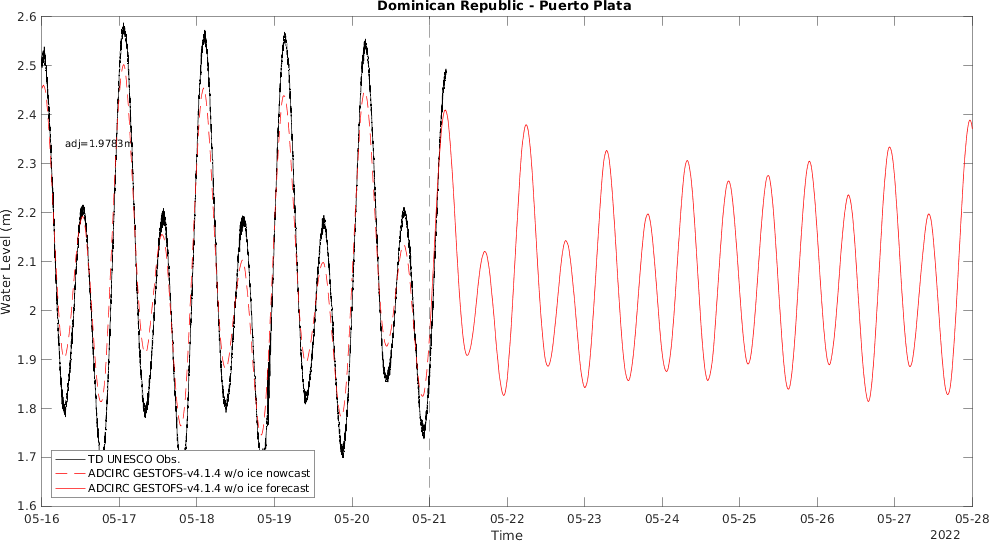 Dominican Republic - Puerto Plata
Water Level (m)
2.6
2.5
2.4
2.3
2.2
2.1
2
1.9
1.8
1.7
1.6
adj=1.9783m
TD UNESCO Obs.
ADCIRC GESTOFS-v4.1.4 w/o ice nowcast
ADCIRC GESTOFS-v4.1.4 w/o ice forecast
05-16 05-17 05-18 05-19 05-20 05-21 05-22 05-23 05-24 05-25 05-26 05-27 05-28
Time
2022